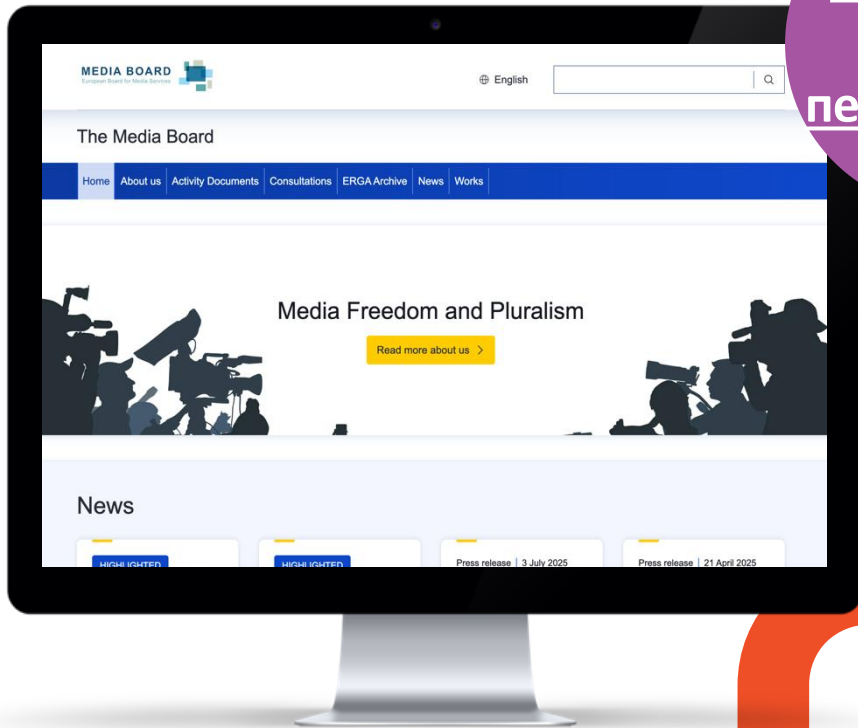 MEDIA BOARD
European Board for Media Services
English
The Media Board
Home About us Activity Documents Consultations ERGA Archive News Works
Media Freedom and Pluralism
Read more about us
News
HIGHLIGHTED
HIGHLIGHTED
Press release | 3 July 2025
Press release | 21 April 2025